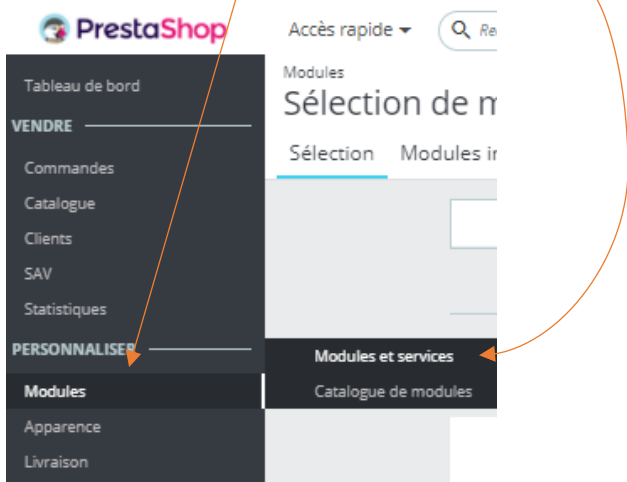 PrestaShop
Accès rapide
Tableau de bord
VENDRE
Commandes
Catalogue
Clients
SAV
Statistiques
PERSONNALISER
Modules
Apparence
Livraison
Modules
Sélection de
Sélection Modules
Modules et services
Catalogue de modules